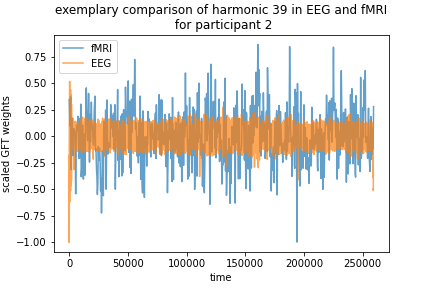 exemplary comparison of harmonic 39 in EEG and fMRI
for participant 2
fMRI
EEG
scaled GFT weights
0.75
0.50
0.25
0.00
−0.25
−0.50
−0.75
−1.00
0
50000
100000
150000
200000
250000
time